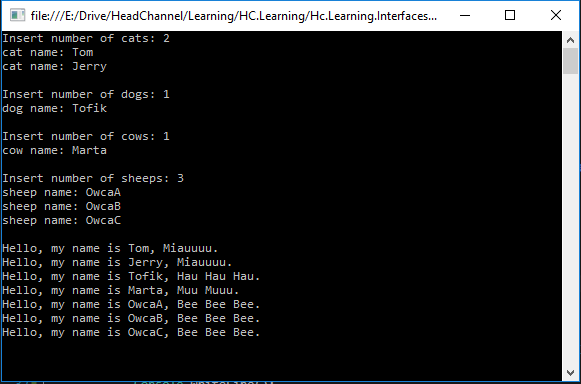 file:///E:/Drive/HeadChannel/Learning/HC.Learning/Hc.Learning.Interfaces...
Insert number of cats: 2
cat name: Tom
cat name: Jerry
Insert number of dogs: 1
dog name: Tofik
Insert number of cows: 1
cow name: Marta
Insert number of sheeps: 3
sheep name: OwcaA
sheep name: OwcaB
sheep name: OwcaC
Hello, my name is Tom, Miauuuu.
Hello, my name is Jerry, Miauuuu.
Hello, my name is Tofik, Hau Hau Hau.
Hello, my name is Marta, Muu Muuu.
Hello, my name is OwcaA, Bee Bee Bee.
Hello, my name is OwcaB, Bee Bee Bee.
Hello, my name is OwcaC, Bee Bee Bee.